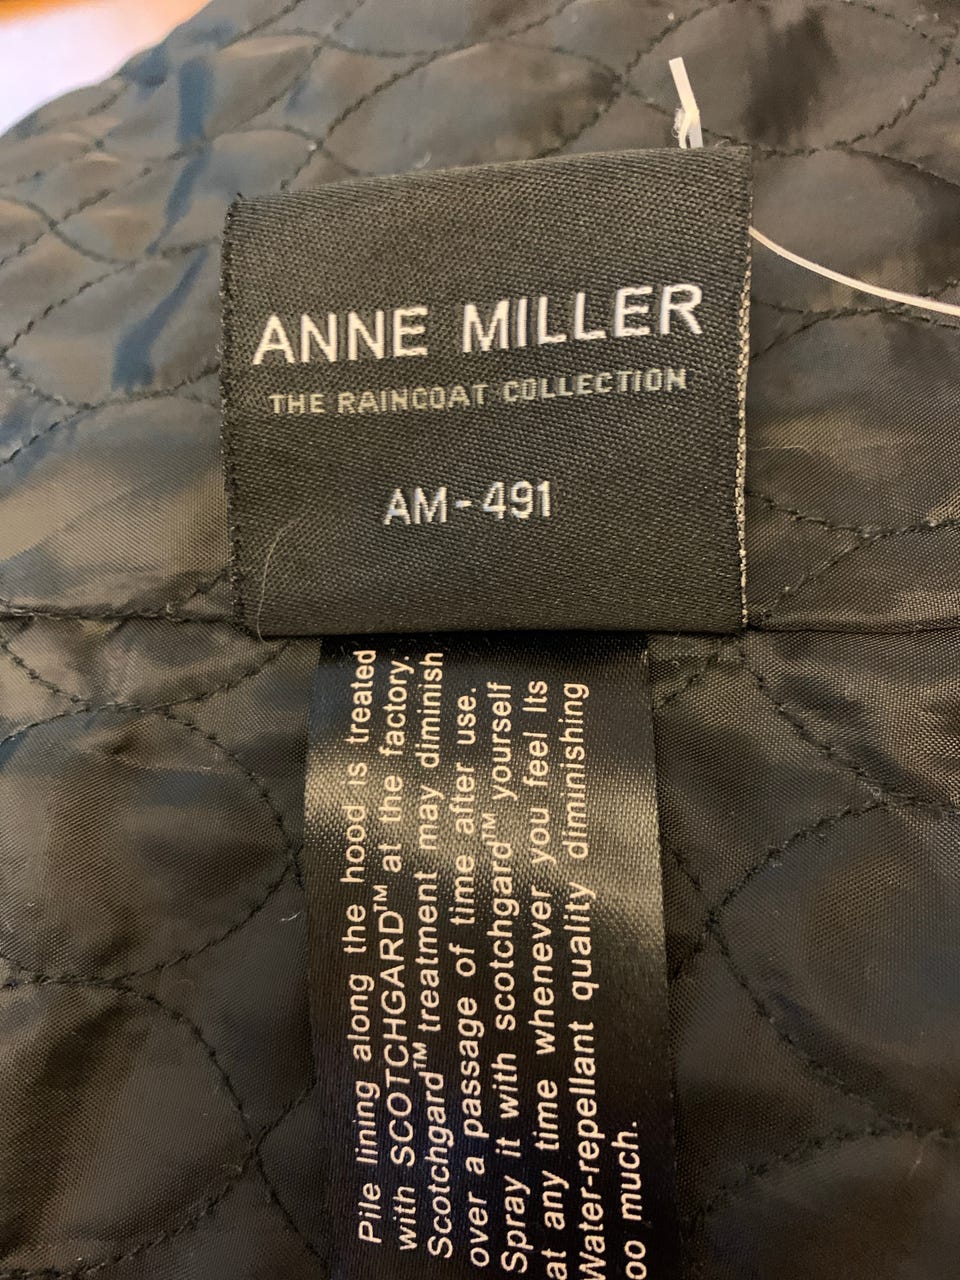 ANNE MILLER
THE RAINCOAT COLLECTION
AM-491
Pile lining along the hood is treated
with SCOTCHGARD™ at the factory.
Scotchgard™ treatment may diminish
over a passage of time after use.
Spray it with scotchgard™ yourself
at any time whenever you feel Its
Water-repellant quality diminishing
oo much.